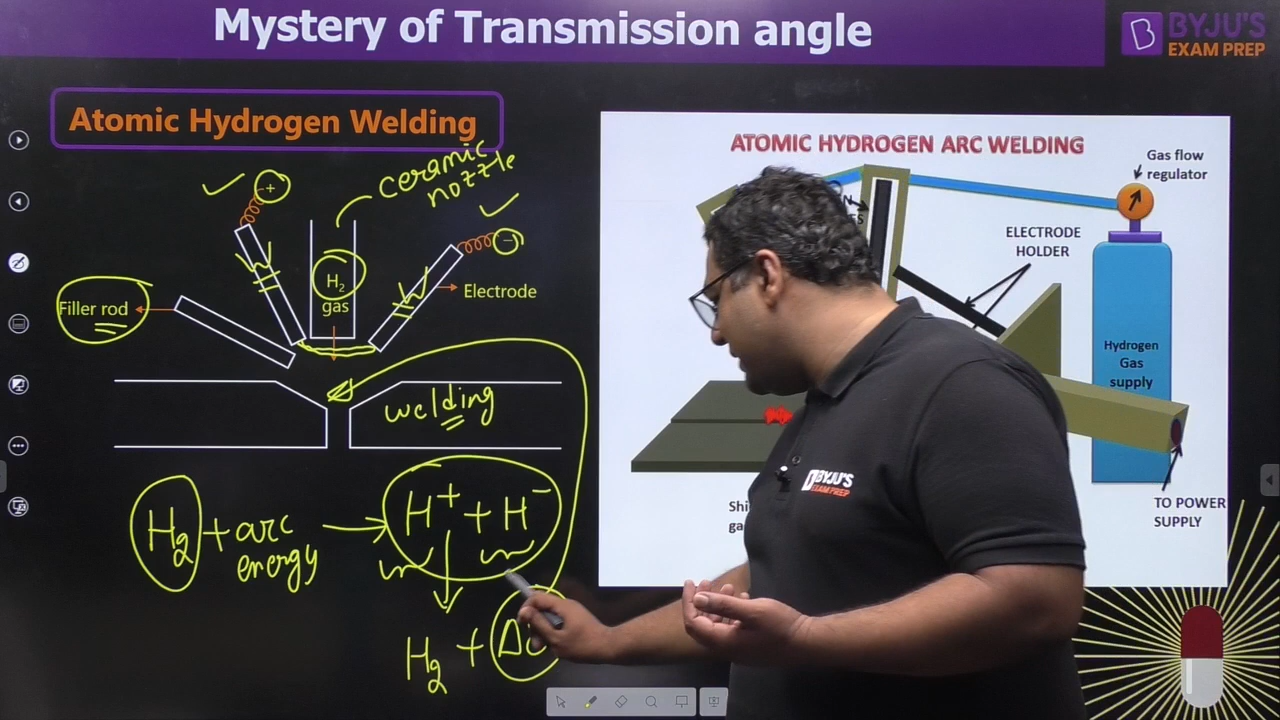 Mystery of Transmission angle
BYJU'S
EXAM PREP
Atomic Hydrogen Welding
ceramic
nozzle
+
-
H₂
gas
Electrode
Filler rod
welding
H₂ + arc
energy
H⁺ + H⁻
H₂ +
ATOMIC HYDROGEN ARC WELDING
Gas flow
regulator
ELECTRODE
HOLDER
Hydrogen
Gas
supply
TO POWER
SUPPLY
BYJU'S
EXAM PREP